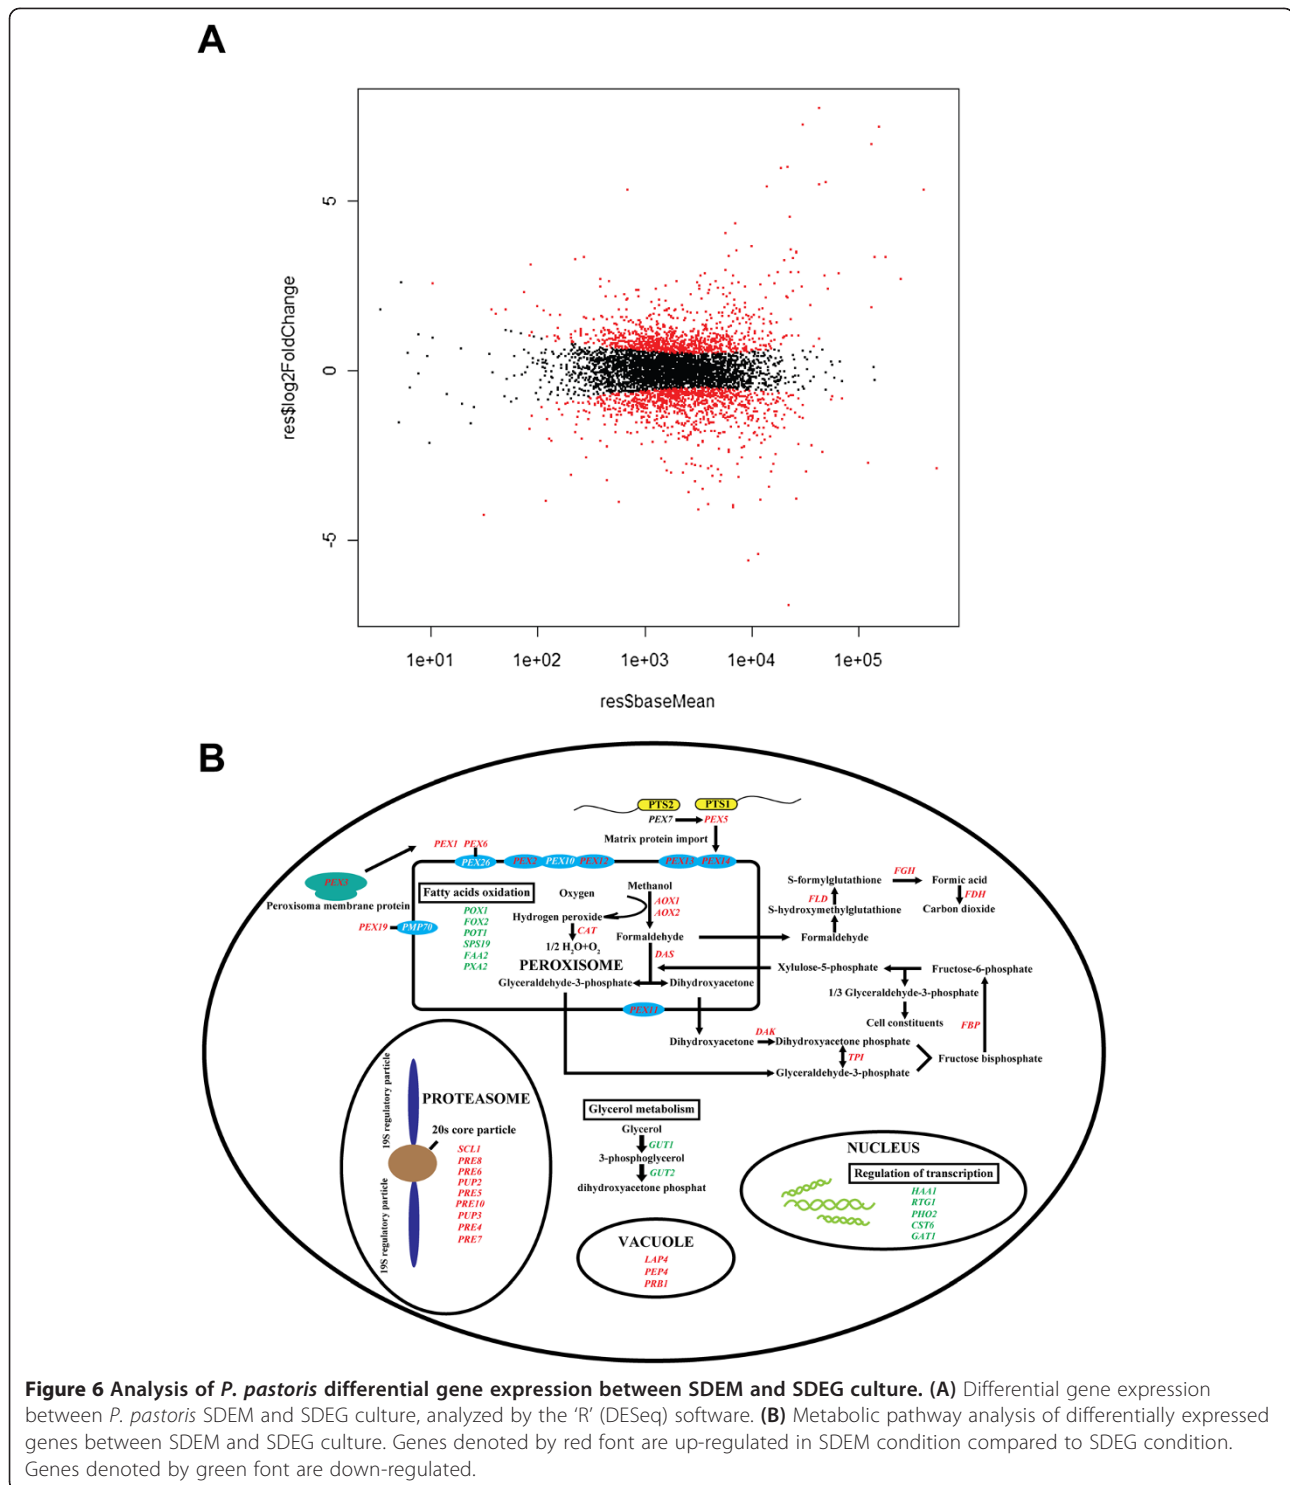 A
res$log2FoldChange
5
0
-5
1e+01 1e+02 1e+03 1e+04 1e+05
res$baseMean
B
PTS2 PTS1
PEX7 PEX5
Matrix protein import
PEX1 PEX6
PEX26 PEX2 PEX10 PEX12 PEX13 PEX14
PEX3
Peroxisoma membrane protein
PEX19 PMP70
Fatty acids oxidation
POX1
FOX2
POT1
SPS19
FAA2
PXA2
Oxygen
Methanol
AOX1
AOX2
Hydrogen peroxide
CAT
1/2 H2O+O2
Formaldehyde
DAS
PEROXISOME
Glyceraldehyde-3-phosphate
Dihydroxyacetone
PEX11
S-formylglutathione
FGH
Formic acid
FLD
FDH
S-hydroxymethylglutathione
Carbon dioxide
Formaldehyde
Xylulose-5-phosphate
Fructose-6-phosphate
1/3 Glyceraldehyde-3-phosphate
Cell constituents
FBP
Dihydroxyacetone
DAK
Dihydroxyacetone phosphate
TPI
Fructose bisphosphate
Glyceraldehyde-3-phosphate
PROTEASOME
19S regulatory particle
20s core particle
19S regulatory particle
SCL1
PRE8
PRE6
PUP2
PRE5
PRE10
PUP3
PRE4
PRE7
Glycerol metabolism
Glycerol
GUT1
3-phosphoglycerol
GUT2
dihydroxyacetone phosphat
VACUOLE
LAP4
PEP4
PRB1
NUCLEUS
Regulation of transcription
HAA1
RTG1
PHO2
CST6
GAT1
Figure 6 Analysis of P. pastoris differential gene expression between SDEM and SDEG culture. (A) Differential gene expression
between P. pastoris SDEM and SDEG culture, analyzed by the ‘R’ (DESeq) software. (B) Metabolic pathway analysis of differentially expressed
genes between SDEM and SDEG culture. Genes denoted by red font are up-regulated in SDEM condition compared to SDEG condition.
Genes denoted by green font are down-regulated.